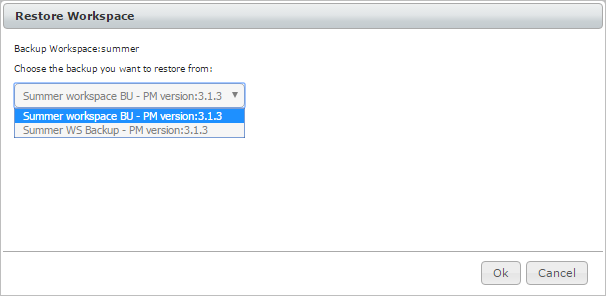 Restore Workspace
Backup Workspace:summer
Choose the backup you want to restore from:
Summer workspace BU - PM version:3.1.3
Summer workspace BU - PM version:3.1.3
Summer WS Backup - PM version:3.1.3
Ok Cancel